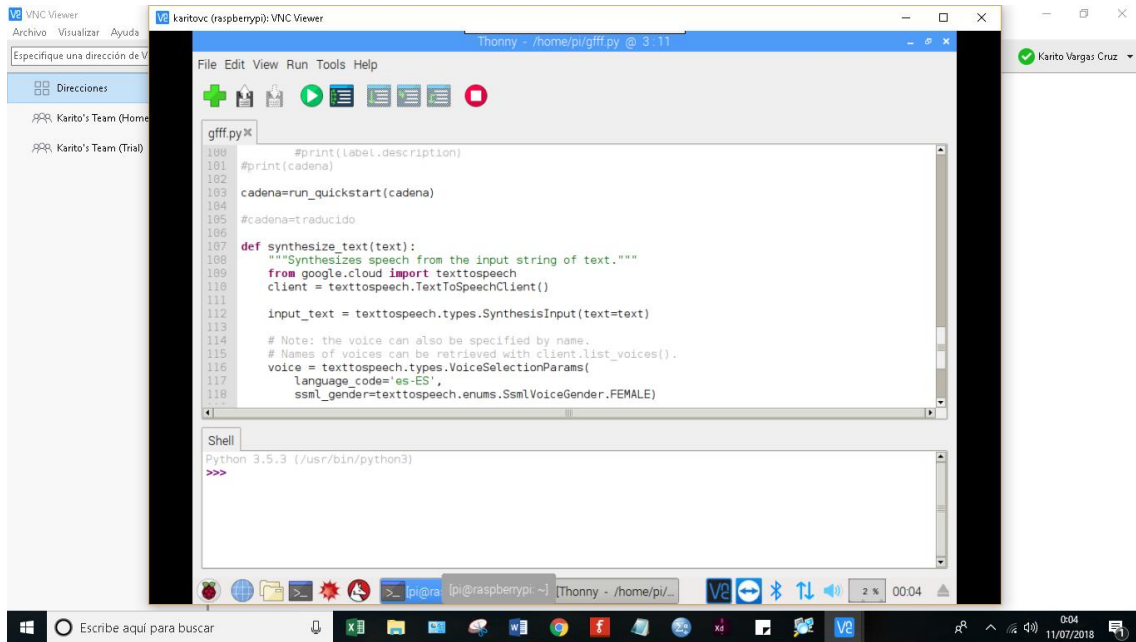 VNC Viewer
Archivo Visualizar Ayuda
Especifique una dirección de V
Direcciones
Karito's Team (Home
Karito's Team (Trial)
karitovc (raspberrypi): VNC Viewer
Karito Vargas Cruz
Thonny - /home/pi/gfff.py @ 3:11
File Edit View Run Tools Help
gfff.py
100 #print(label.description)
101 #print(cadena)
102
103 cadena=run_quickstart(cadena)
104
105 #cadena=traducido
106
107 def synthesize_text(text):
108 """Synthesizes speech from the input string of text."""
109 from google.cloud import texttospeech
110 client = texttospeech.TextToSpeechClient()
111
112 input_text = texttospeech.types.SynthesisInput(text=text)
113
114 # Note: the voice can also be specified by name.
115 # Names of voices can be retrieved with client.list_voices().
116 voice = texttospeech.types.VoiceSelectionParams(
117 language_code='es-ES',
118 ssml_gender=texttospeech.enums.SsmlVoiceGender.FEMALE)
Shell
Python 3.5.3 (/usr/bin/python3)
>>>
[pi@ra [pi@raspberrypi: ~] [Thonny - /home/pi/... 2 % 00:04
Escribe aquí para buscar
0:04
11/07/2018